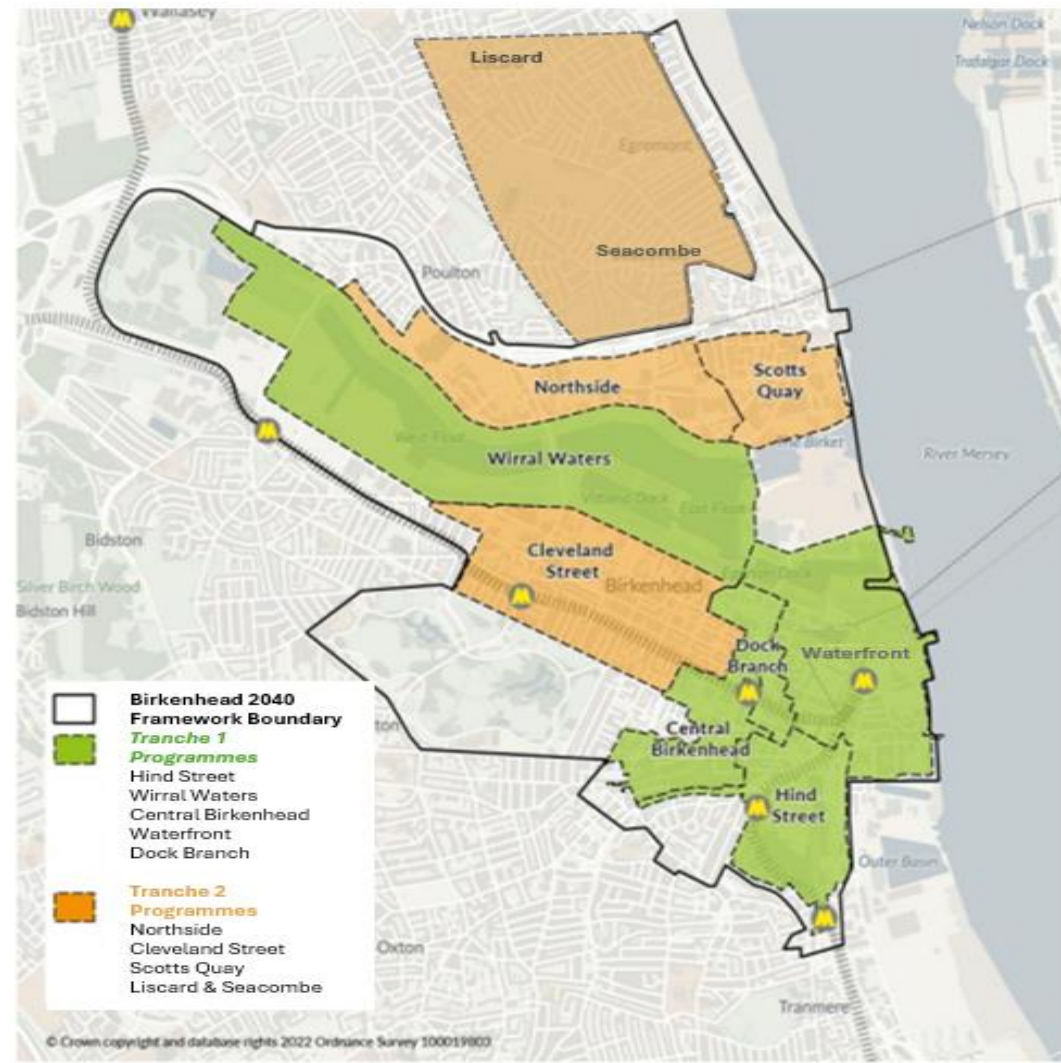 Wallasey
Nelson Dock
Trafalgar Dock
Liscard
Egremont
Seacombe
Poulton
Northside
Scotts
Quay
The Birket
River Mersey
West Float
Wirral Waters
Vittoria Dock
East Float
Bidston
Cleveland
Street
Birkenhead
Silver Birch Wood
Bidston Hill
Dock
Branch
Waterfront
Central
Birkenhead
Hind
Street
Outer Basin
Oxton
Tranmere
Birkenhead 2040
Framework Boundary
Tranche 1
Programmes
Hind Street
Wirral Waters
Central Birkenhead
Waterfront
Dock Branch
Tranche 2
Programmes
Northside
Cleveland Street
Scotts Quay
Liscard & Seacombe
© Crown copyright and database rights 2022 Ordnance Survey 100019803